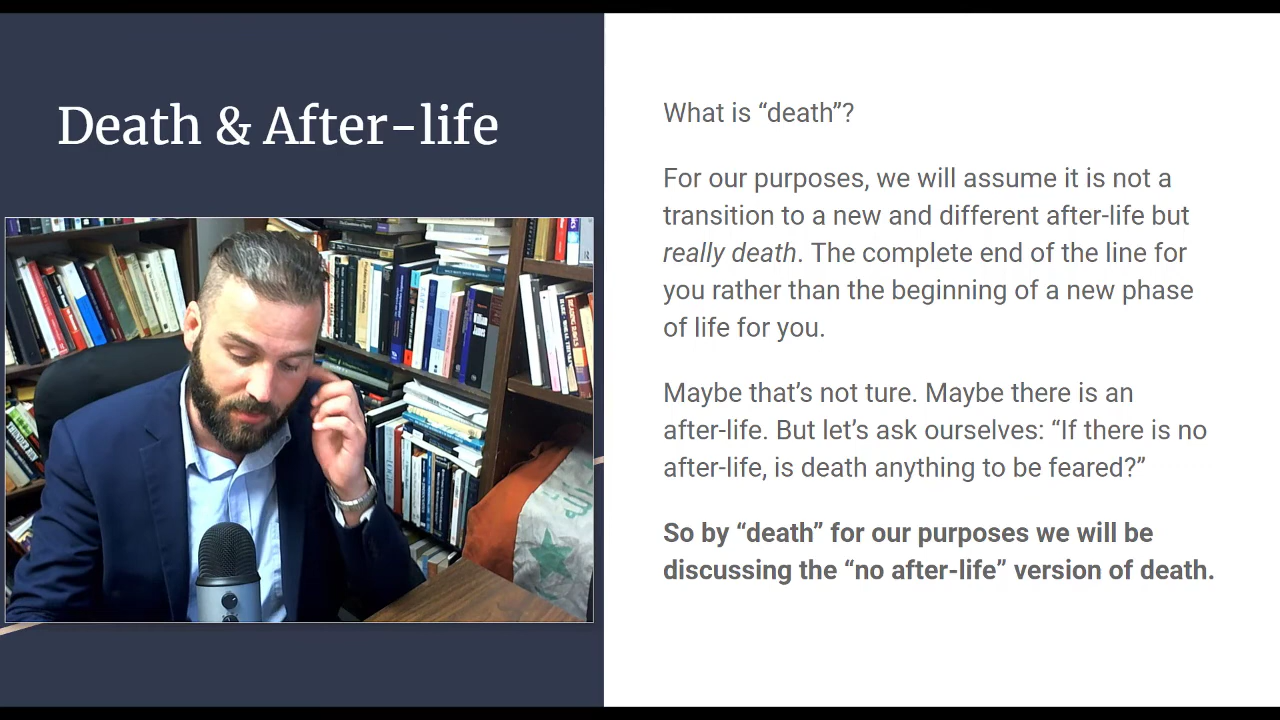 Death & After-life
What is “death”?
For our purposes, we will assume it is not a
transition to a new and different after-life but
really death. The complete end of the line for
you rather than the beginning of a new phase
of life for you.
Maybe that’s not ture. Maybe there is an
after-life. But let’s ask ourselves: “If there is no
after-life, is death anything to be feared?”
So by “death” for our purposes we will be
discussing the “no after-life” version of death.